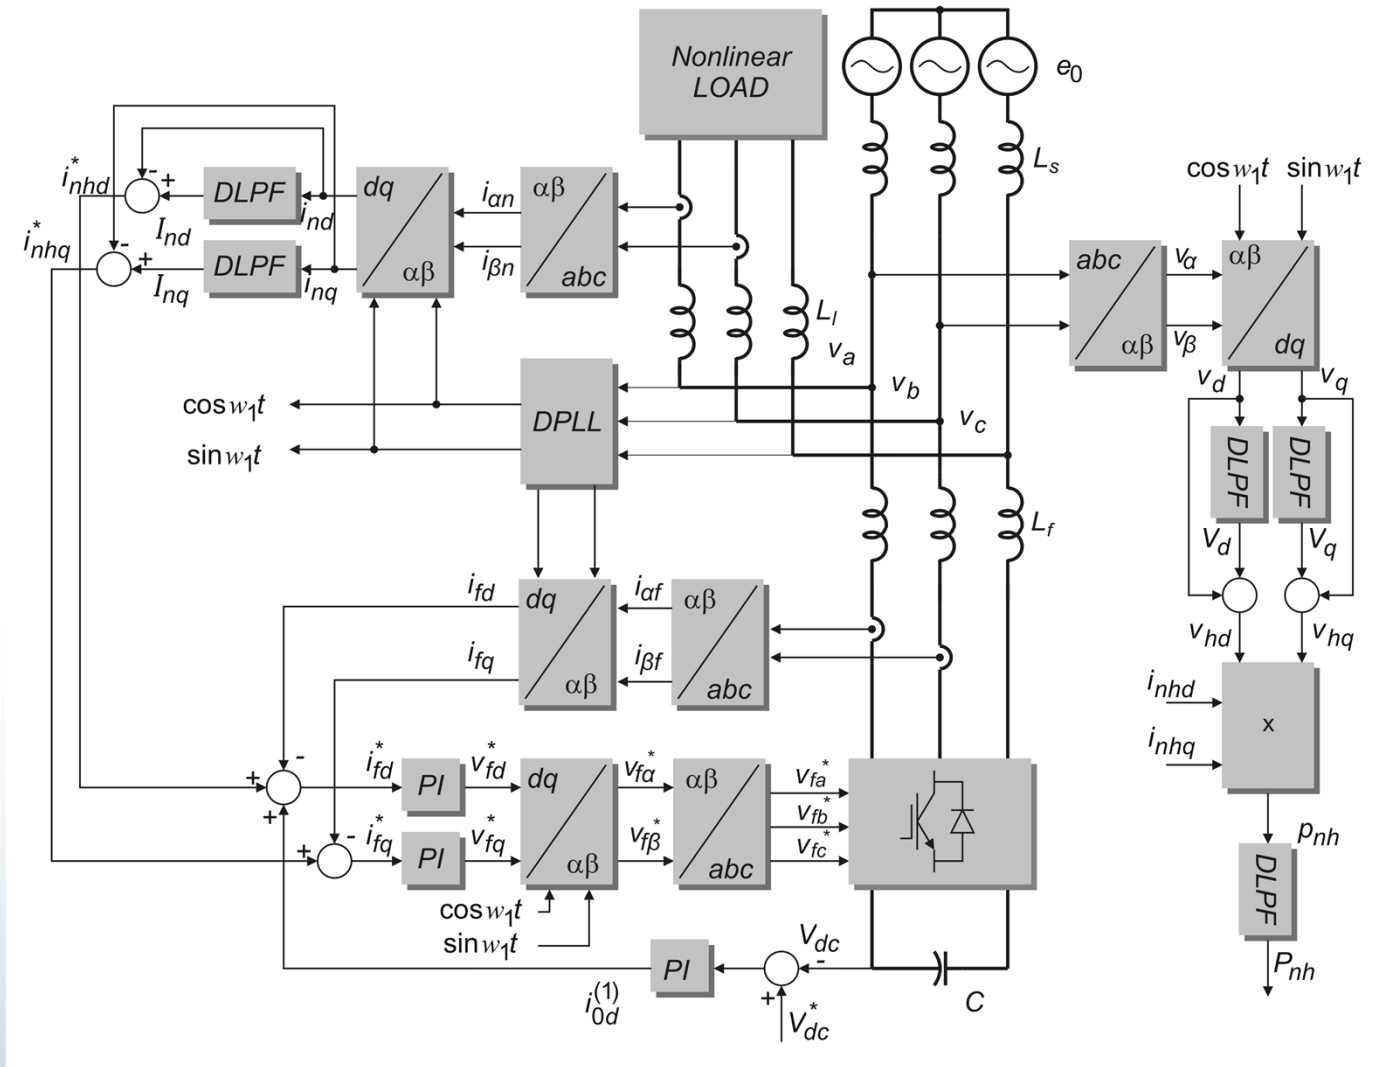 Nonlinear
LOAD
e0
Ls
cos w1t
sin w1t
i*nhd
-
+
DLPF
ind
Ind
dq
αβ
iαn
iβn
αβ
abc
i*nhq
-
+
DLPF
inq
Inq
Ll
va
vb
vc
abc
αβ
vα
vβ
αβ
dq
vd
vq
cos w1t
sin w1t
DPLL
DLPF
DLPF
Vd
Vq
Lf
vhd
vhq
ifd
ifq
dq
αβ
iαf
iβf
αβ
abc
inhd
inhq
x
pnh
DLPF
Pnh
-
+
+
i*fd
PI
v*fd
dq
αβ
v*fα
v*fβ
αβ
abc
v*fa
v*fb
v*fc
-
+
i*fq
PI
v*fq
cos w1t
sin w1t
PI
i(1)0d
Vdc
-
+
V*dc
C